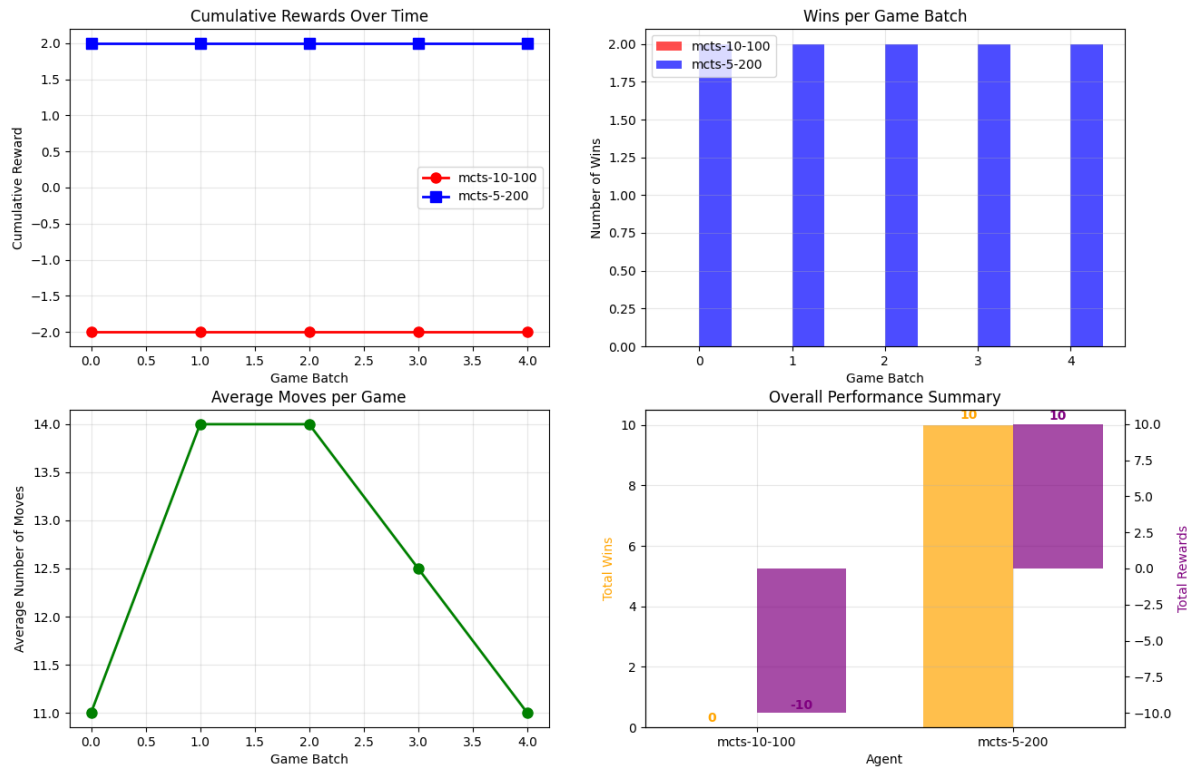 Cumulative Rewards Over Time
2.0
1.5
1.0
0.5
0.0
−0.5
−1.0
−1.5
−2.0
Cumulative Reward
mcts-10-100
mcts-5-200
0.0 0.5 1.0 1.5 2.0 2.5 3.0 3.5 4.0
Game Batch
Wins per Game Batch
mcts-10-100
mcts-5-200
2.00
1.75
1.50
1.25
1.00
0.75
0.50
0.25
0.00
Number of Wins
0 1 2 3 4
Game Batch
Average Moves per Game
14.0
13.5
13.0
12.5
12.0
11.5
11.0
Average Number of Moves
0.0 0.5 1.0 1.5 2.0 2.5 3.0 3.5 4.0
Game Batch
Overall Performance Summary
10
8
6
4
2
0
Total Wins
10 10
0 -10
10.0
7.5
5.0
2.5
0.0
−2.5
−5.0
−7.5
−10.0
Total Rewards
mcts-10-100 mcts-5-200
Agent